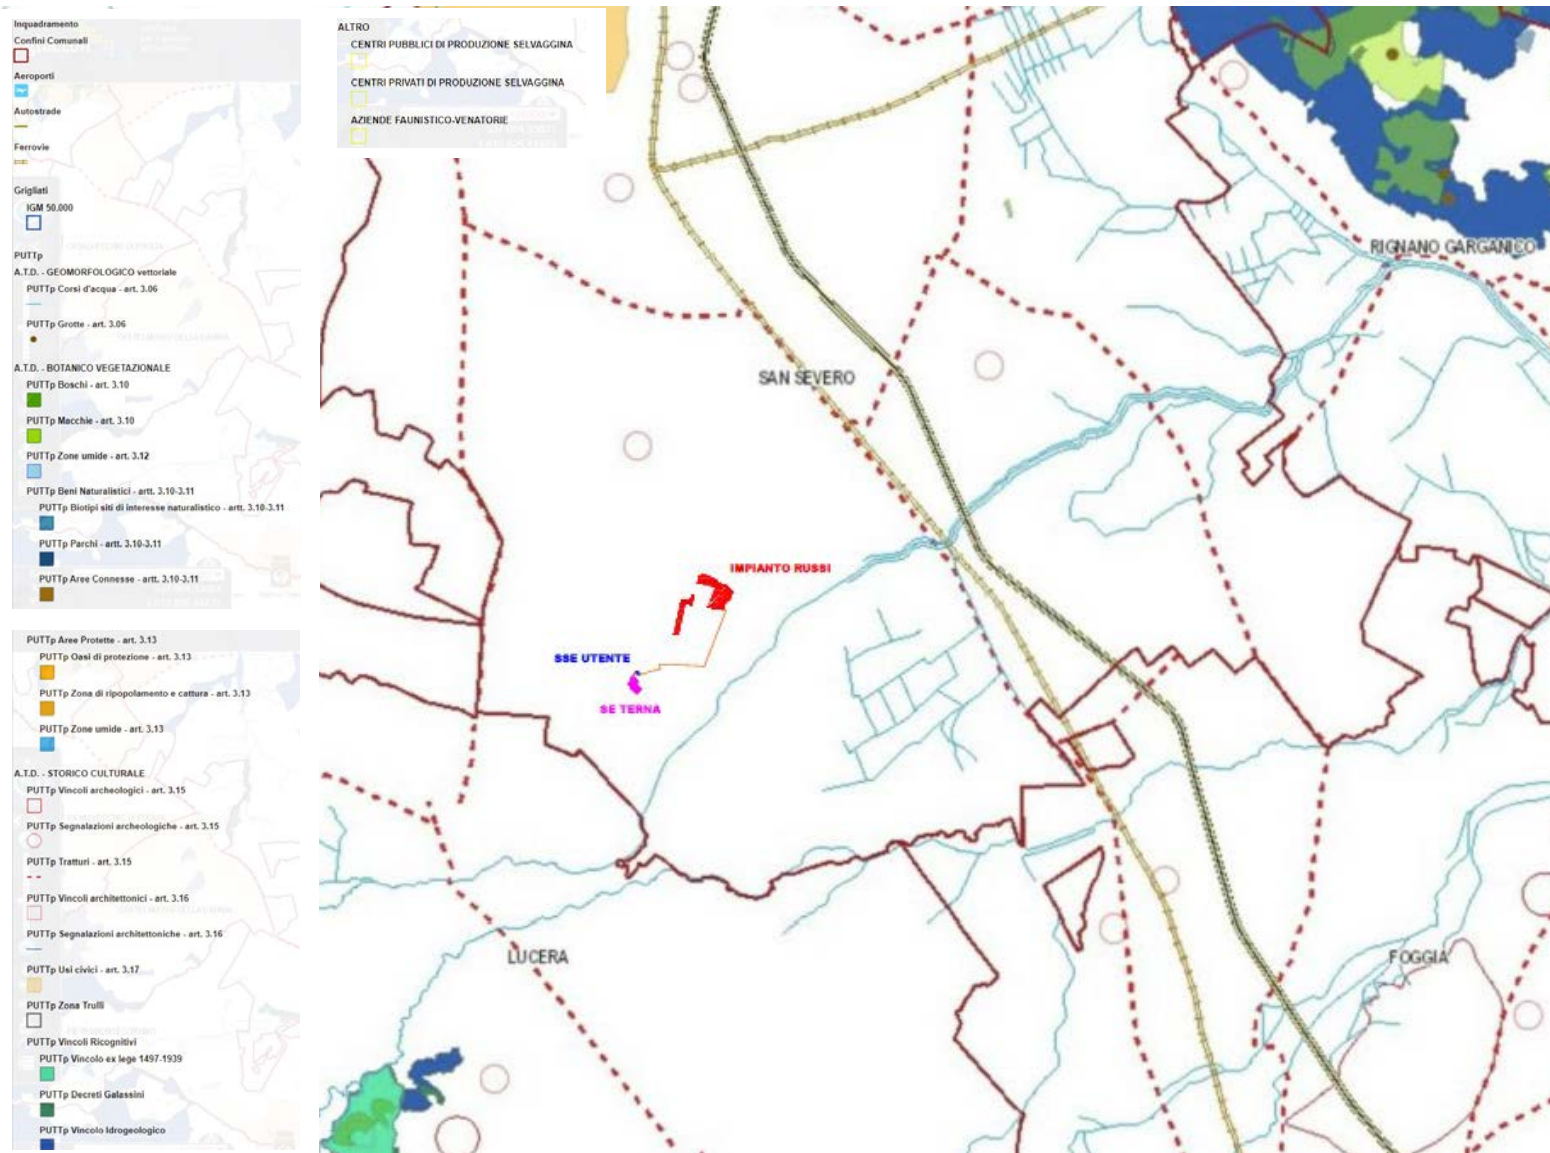 Inquadramento
Confini Comunali
Aeroporti
Autostrade
Ferrovie
Grigliati
IGM 50.000
PUTTp
A.T.D. - GEOMORFOLOGICO vettoriale
PUTTp Corsi d'acqua - art. 3.06
PUTTp Grotte - art. 3.06
A.T.D. - BOTANICO VEGETAZIONALE
PUTTp Boschi - art. 3.10
PUTTp Macchie - art. 3.10
PUTTp Zone umide - art. 3.12
PUTTp Beni Naturalistici - artt. 3.10-3.11
PUTTp Biotipi siti di interesse naturalistico - artt. 3.10-3.11
PUTTp Parchi - artt. 3.10-3.11
PUTTp Aree Connesse - artt. 3.10-3.11
PUTTp Aree Protette - art. 3.13
PUTTp Oasi di protezione - art. 3.13
PUTTp Zona di ripopolamento e cattura - art. 3.13
PUTTp Zone umide - art. 3.13
A.T.D. - STORICO CULTURALE
PUTTp Vincoli archeologici - art. 3.15
PUTTp Segnalazioni archeologiche - art. 3.15
PUTTp Tratturi - art. 3.15
PUTTp Vincoli architettonici - art. 3.16
PUTTp Segnalazioni architettoniche - art. 3.16
PUTTp Usi civici - art. 3.17
PUTTp Zona Trulli
PUTTp Vincoli Ricognitivi
PUTTp Vincolo ex lege 1497-1939
PUTTp Decreti Galassini
PUTTp Vincolo Idrogeologico
ALTRO
CENTRI PUBBLICI DI PRODUZIONE SELVAGGINA
CENTRI PRIVATI DI PRODUZIONE SELVAGGINA
AZIENDE FAUNISTICO-VENATORIE
RIGNANO GARGANICO
SAN SEVERO
IMPIANTO RUSSI
SSE UTENTE
SE TERNA
LUCERA
FOGGIA